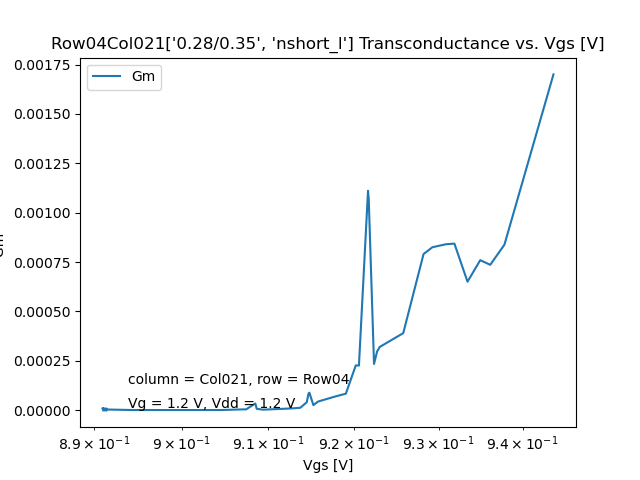 Row04Col021['0.28/0.35', 'nshort_l'] Transconductance vs. Vgs [V]
Gm
0.00175
0.00150
0.00125
0.00100
0.00075
0.00050
0.00025
0.00000
column = Col021, row = Row04
Vg = 1.2 V, Vdd = 1.2 V
8.9 × 10⁻¹ 9 × 10⁻¹ 9.1 × 10⁻¹ 9.2 × 10⁻¹ 9.3 × 10⁻¹ 9.4 × 10⁻¹
Vgs [V]